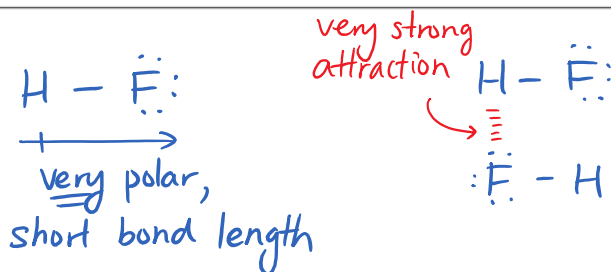 H – F:
very polar,
short bond length
very strong
attraction
H – F:
:F – H